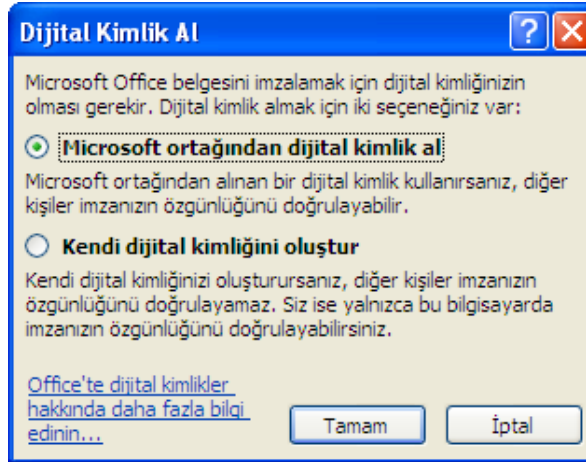 Dijital Kimlik Al
Microsoft Office belgesini imzalamak için dijital kimliğinizin
olması gerekir. Dijital kimlik almak için iki seçeneğiniz var:
Microsoft ortağından dijital kimlik al
Microsoft ortağından alınan bir dijital kimlik kullanırsanız, diğer
kişiler imzanızın özgünlüğünü doğrulayabilir.
Kendi dijital kimliğini oluştur
Kendi dijital kimliğinizi oluturursanız, diğer kişiler imzanızın
özgünlüğünü doğrulayamaz. Siz ise yalnızca bu bilgisayarda
imzanızın özgünlüğünü doğrulayabilirsiniz.
Office'te dijital kimlikler
hakkında daha fazla bilgi
edinin...
Tamam
İptal